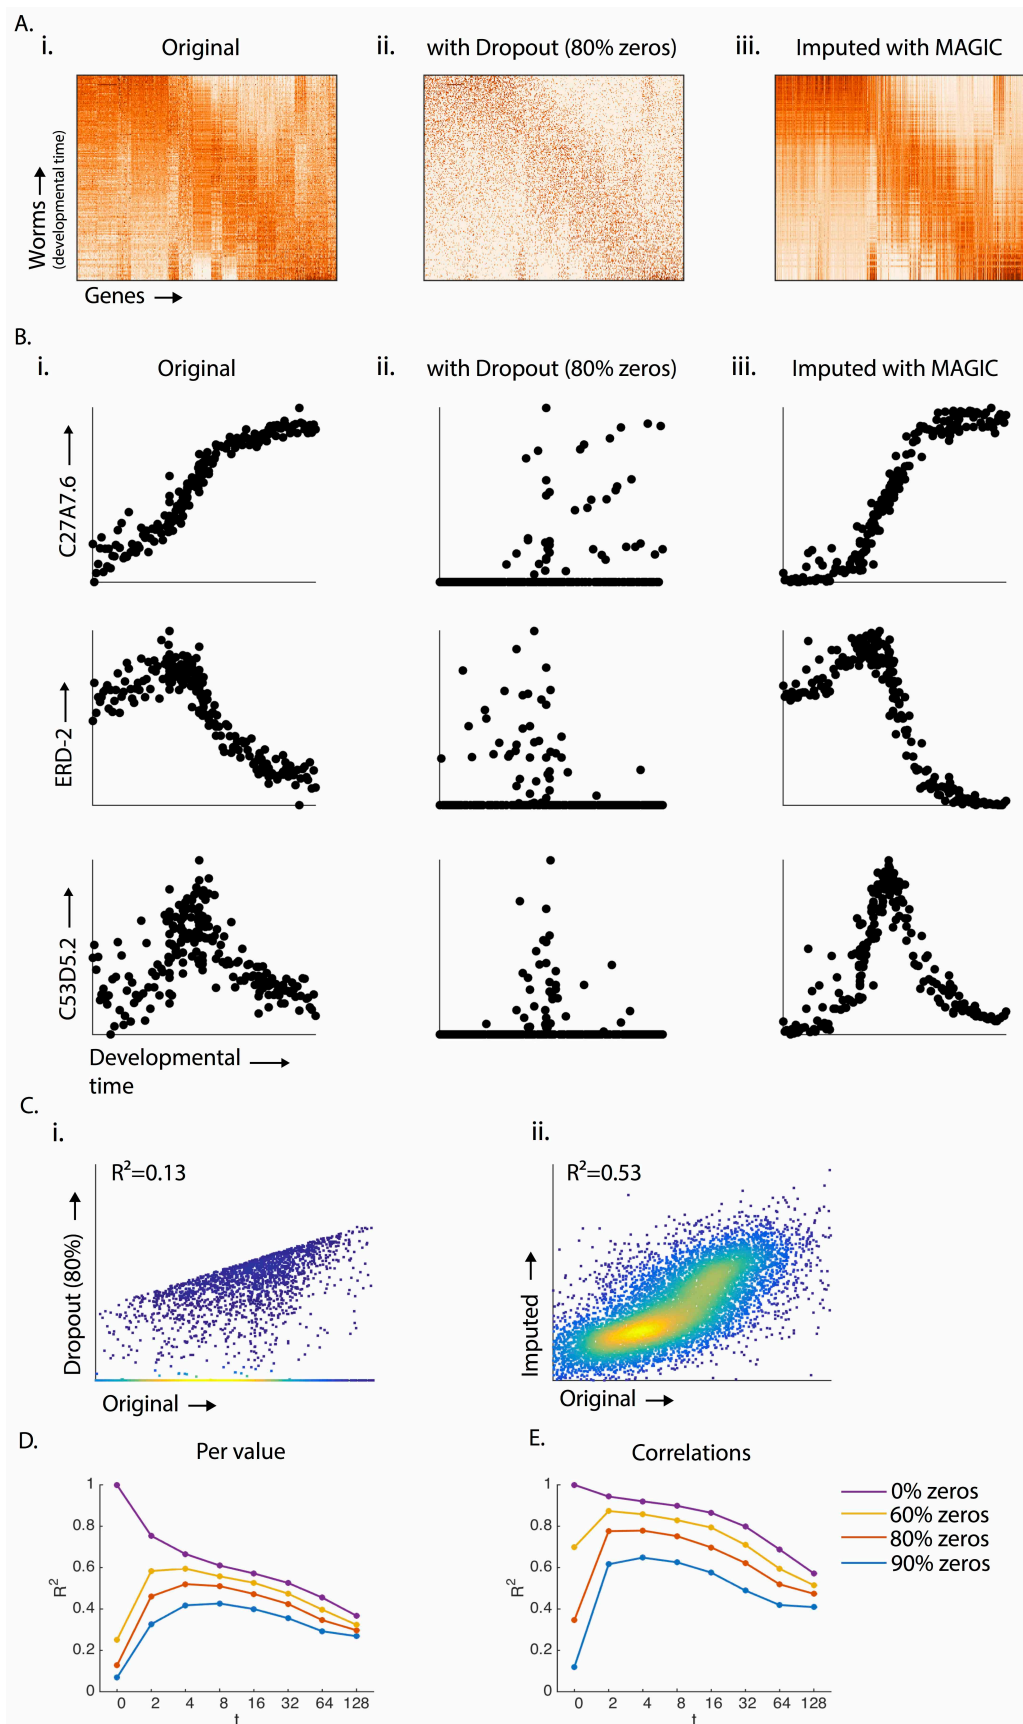 A.
i. Original ii. with Dropout (80% zeros) iii. Imputed with MAGIC
Worms
(developmental time)
Genes
B.
i. Original ii. with Dropout (80% zeros) iii. Imputed with MAGIC
C27A7.6
ERD-2
C53D5.2
Developmental
time
C.
i. ii.
R²=0.13 R²=0.53
Dropout (80%)
Imputed
Original Original
D. E.
Per value Correlations
0% zeros
60% zeros
80% zeros
90% zeros
R²
1
0.8
0.6
0.4
0.2
0
0 2 4 8 16 32 64 128
t
R²
1
0.8
0.6
0.4
0.2
0
0 2 4 8 16 32 64 128
t